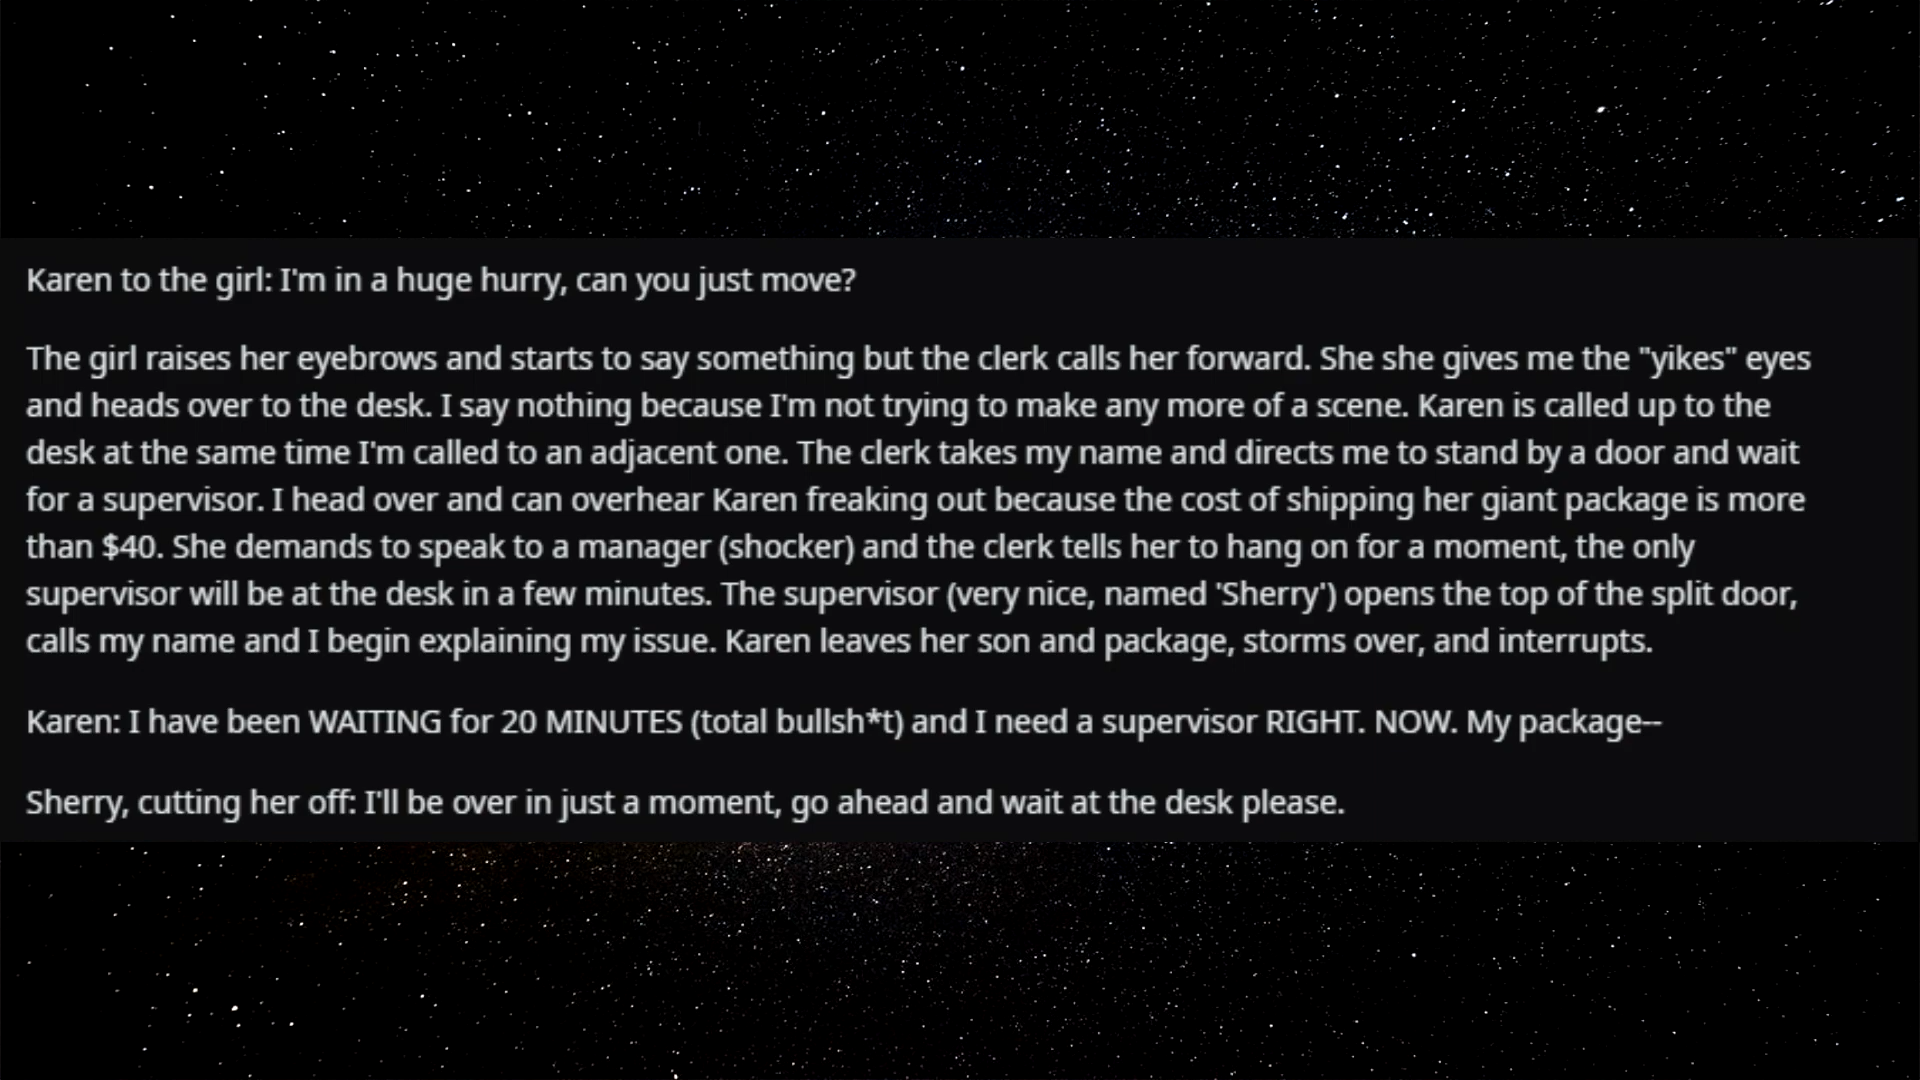 Karen to the girl: I'm in a huge hurry, can you just move?
The girl raises her eyebrows and starts to say something but the clerk calls her forward. She she gives me the "yikes" eyes
and heads over to the desk. I say nothing because I'm not trying to make any more of a scene. Karen is called up to the
desk at the same time I'm called to an adjacent one. The clerk takes my name and directs me to stand by a door and wait
for a supervisor. I head over and can overhear Karen freaking out because the cost of shipping her giant package is more
than $40. She demands to speak to a manager (shocker) and the clerk tells her to hang on for a moment, the only
supervisor will be at the desk in a few minutes. The supervisor (very nice, named 'Sherry') opens the top of the split door,
calls my name and I begin explaining my issue. Karen leaves her son and package, storms over, and interrupts.
Karen: I have been WAITING for 20 MINUTES (total bullsh*t) and I need a supervisor RIGHT. NOW. My package--
Sherry, cutting her off: I'll be over in just a moment, go ahead and wait at the desk please.